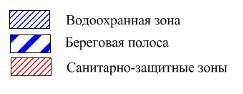 Водоохранная зона
Береговая полоса
Санитарно-защитные зоны